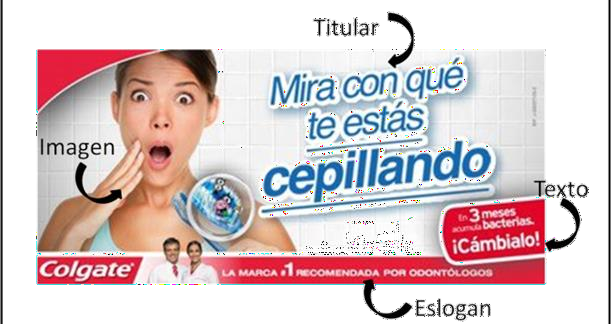 Titular
Mira con qué
te estás
cepillando
Imagen
Texto
En 3 meses
acumula bacterias.
¡Cámbialo!
Colgate
LA MARCA #1 RECOMENDADA POR ODONTÓLOGOS
Eslogan